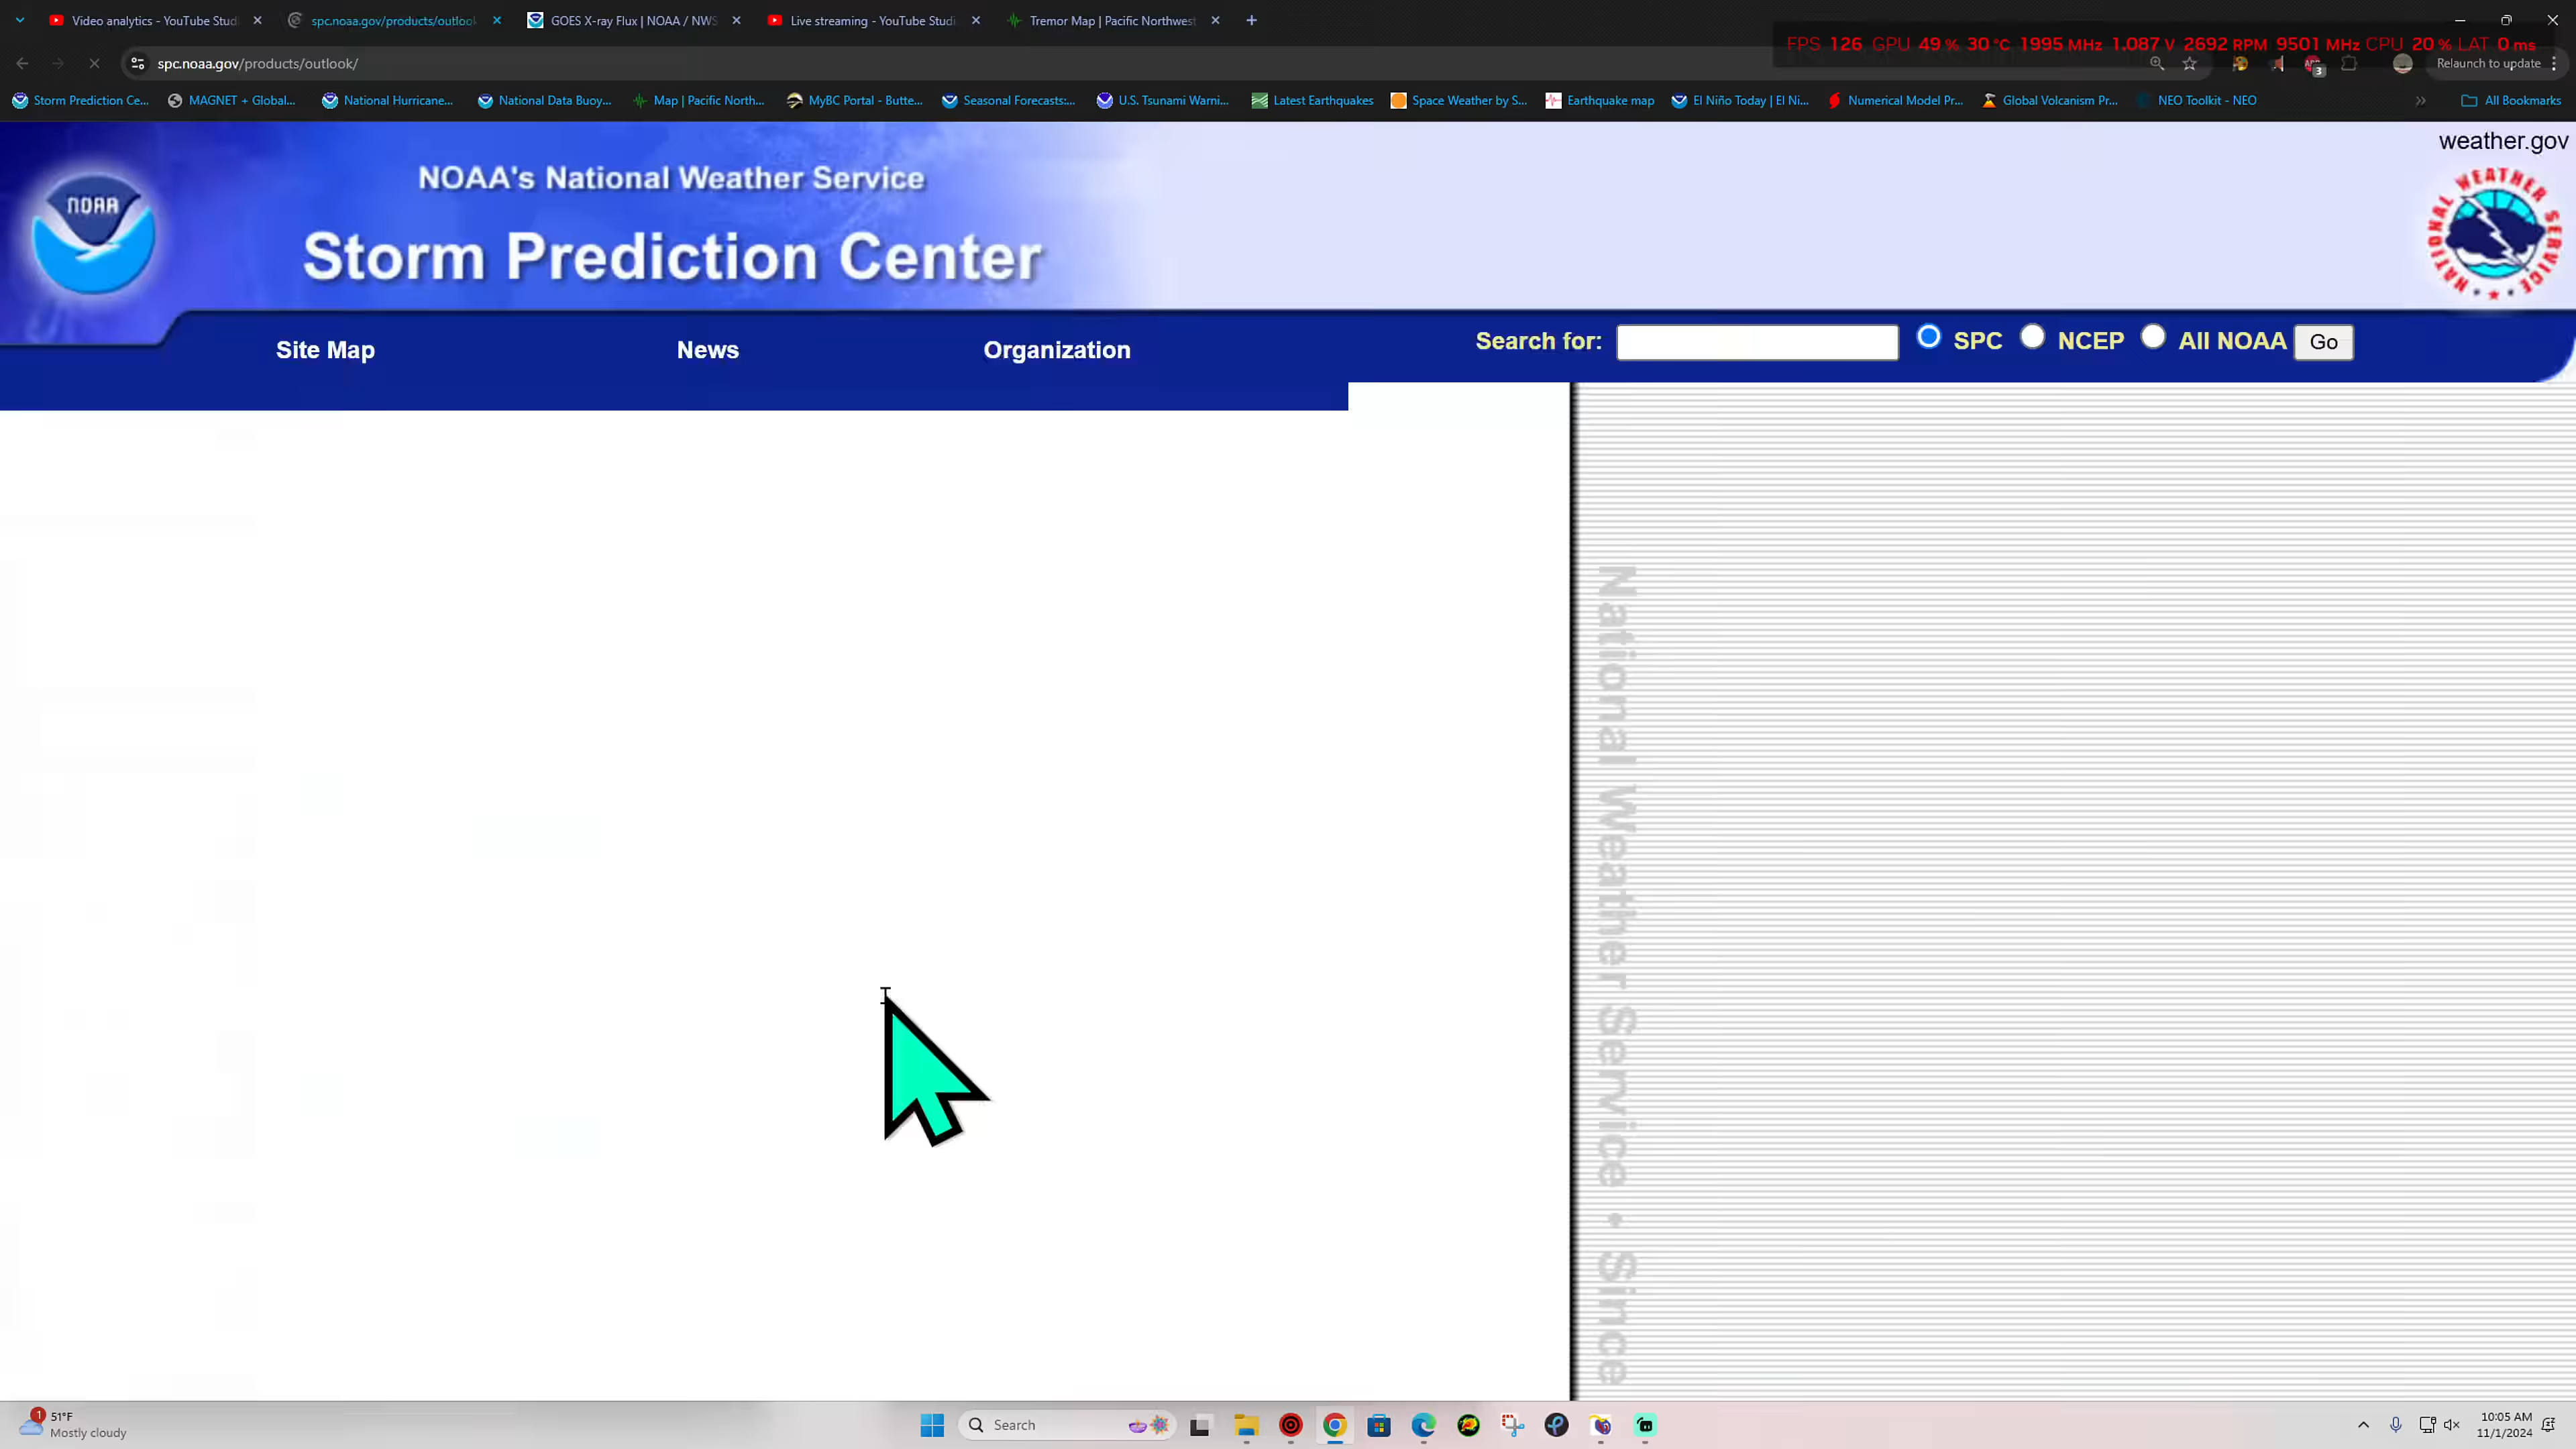 Video analytics - YouTube Studi
spc.noaa.gov/products/outlook
GOES X-ray Flux | NOAA / NWS
Live streaming - YouTube Studi
Tremor Map | Pacific Northwest
FPS 126 GPU 49 % 30 °C 1995 MHz 1.087 V 2692 RPM 9501 MHz CPU 20 % LAT 0 ms
spc.noaa.gov/products/outlook/
3
Relaunch to update
Storm Prediction Ce...
MAGNET + Global...
National Hurricane...
National Data Buoy...
Map | Pacific North...
MyBC Portal - Butte...
Seasonal Forecasts:...
U.S. Tsunami Warni...
Latest Earthquakes
Space Weather by S...
Earthquake map
El Niño Today | El Ni...
Numerical Model Pr...
Global Volcanism Pr...
NEO Toolkit - NEO
All Bookmarks
weather.gov
NOAA
NOAA's National Weather Service
Storm Prediction Center
NATIONAL WEATHER SERVICE
Site Map
News
Organization
Search for:
SPC
NCEP
All NOAA
Go
National Weather Service • Since
1
51°F
Mostly cloudy
Search
10:05 AM
11/1/2024